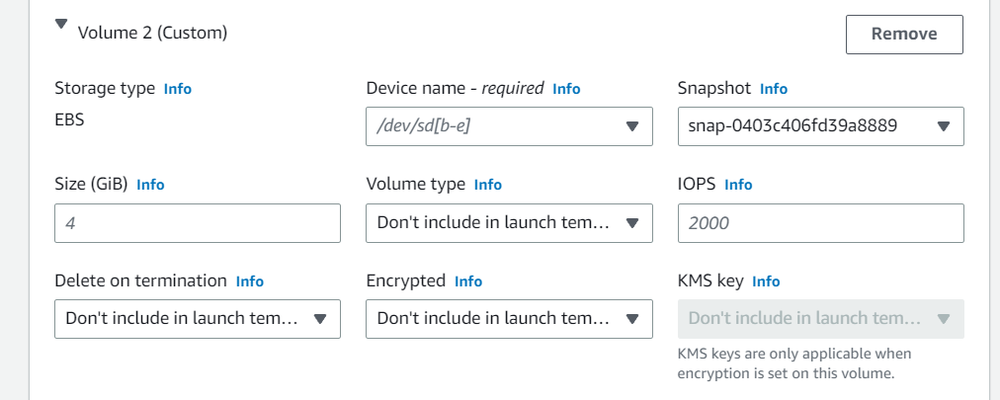 Volume 2 (Custom)
Remove
Storage type Info
EBS
Device name - required Info
/dev/sd[b-e]
Snapshot Info
snap-0403c406fd39a8889
Size (GiB) Info
4
Volume type Info
Don't include in launch tem...
IOPS Info
2000
Delete on termination Info
Don't include in launch tem...
Encrypted Info
Don't include in launch tem...
KMS key Info
Don't include in launch tem...
KMS keys are only applicable when
encryption is set on this volume.